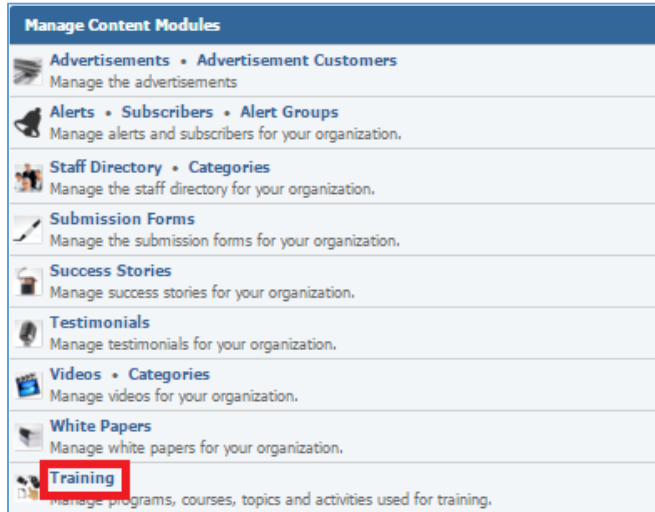 Manage Content Modules
Advertisements • Advertisement Customers
Manage the advertisements
Alerts • Subscribers • Alert Groups
Manage alerts and subscribers for your organization.
Staff Directory • Categories
Manage the staff directory for your organization.
Submission Forms
Manage the submission forms for your organization.
Success Stories
Manage success stories for your organization.
Testimonials
Manage testimonials for your organization.
Videos • Categories
Manage videos for your organization.
White Papers
Manage white papers for your organization.
Training
Manage programs, courses, topics and activities used for training.